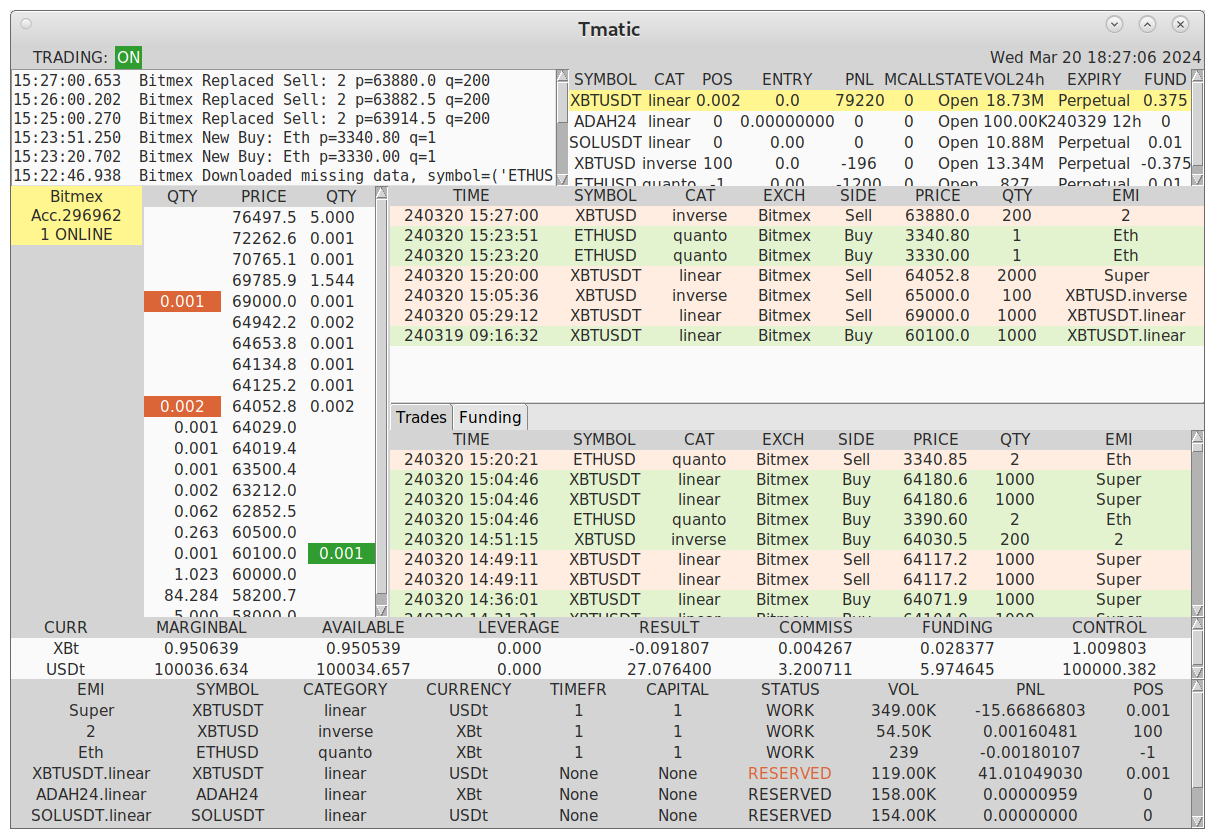 Tmatic
TRADING: ON
Wed Mar 20 18:27:06 2024
15:27:00.653 Bitmex Replaced Sell: 2 p=63880.0 q=200
15:26:00.202 Bitmex Replaced Sell: 2 p=63882.5 q=200
15:25:00.270 Bitmex Replaced Sell: 2 p=63914.5 q=200
15:23:51.250 Bitmex New Buy: Eth p=3340.80 q=1
15:23:20.702 Bitmex New Buy: Eth p=3330.00 q=1
15:22:46.938 Bitmex Downloaded missing data, symbol=('ETHUS
SYMBOL CAT POS ENTRY PNL MCALL STATE VOL24h EXPIRY FUND
XBTUSDT linear 0.002 0.0 79220 0 Open 18.73M Perpetual 0.375
ADAH24 linear 0 0.00000000 0 0 Open 100.00K 240329 12h 0
SOLUSDT linear 0 0.00 0 0 Open 10.88M Perpetual 0.01
XBTUSD inverse 100 0.0 -196 0 Open 13.34M Perpetual -0.375
ETHUSD quanto -1 0.00 -1200 0 Open 827 Perpetual 0.01
Bitmex
Acc.296962
1 ONLINE
QTY PRICE QTY
76497.5 5.000
72262.6 0.001
70765.1 0.001
69785.9 1.544
0.001 69000.0 0.001
64942.2 0.002
64653.8 0.001
64134.8 0.001
64125.2 0.001
0.002 64052.8 0.002
0.001 64029.0
0.001 64019.4
0.001 63500.4
0.002 63212.0
0.062 62852.5
0.263 60500.0
0.001 60100.0 0.001
1.023 60000.0
84.284 58200.7
5.000 58000.0
TIME SYMBOL CAT EXCH SIDE PRICE QTY EMI
240320 15:27:00 XBTUSD inverse Bitmex Sell 63880.0 200 2
240320 15:23:51 ETHUSD quanto Bitmex Buy 3340.80 1 Eth
240320 15:23:20 ETHUSD quanto Bitmex Buy 3330.00 1 Eth
240320 15:20:00 XBTUSDT linear Bitmex Sell 64052.8 2000 Super
240320 15:05:36 XBTUSD inverse Bitmex Sell 65000.0 100 XBTUSD.inverse
240320 05:29:12 XBTUSDT linear Bitmex Sell 69000.0 1000 XBTUSDT.linear
240319 09:16:32 XBTUSDT linear Bitmex Buy 60100.0 1000 XBTUSDT.linear
Trades Funding
TIME SYMBOL CAT EXCH SIDE PRICE QTY EMI
240320 15:20:21 ETHUSD quanto Bitmex Sell 3340.85 2 Eth
240320 15:04:46 XBTUSDT linear Bitmex Buy 64180.6 1000 Super
240320 15:04:46 XBTUSDT linear Bitmex Buy 64180.6 1000 Super
240320 15:04:46 ETHUSD quanto Bitmex Buy 3390.60 2 Eth
240320 14:51:15 XBTUSD inverse Bitmex Buy 64030.5 200 2
240320 14:49:11 XBTUSDT linear Bitmex Sell 64117.2 1000 Super
240320 14:49:11 XBTUSDT linear Bitmex Sell 64117.2 1000 Super
240320 14:36:01 XBTUSDT linear Bitmex Buy 64071.9 1000 Super
CURR MARGINBAL AVAILABLE LEVERAGE RESULT COMMISS FUNDING CONTROL
XBt 0.950639 0.950539 0.000 -0.091807 0.004267 0.028377 1.009803
USDt 100036.634 100034.657 0.000 27.076400 3.200711 5.974645 100000.382
EMI SYMBOL CATEGORY CURRENCY TIMEFR CAPITAL STATUS VOL PNL POS
Super XBTUSDT linear USDt 1 1 WORK 349.00K -15.66866803 0.001
2 XBTUSD inverse XBt 1 1 WORK 54.50K 0.00160481 100
Eth ETHUSD quanto XBt 1 1 WORK 239 -0.00180107 -1
XBTUSDT.linear XBTUSDT linear USDt None None RESERVED 119.00K 41.01049030 0.001
ADAH24.linear ADAH24 linear XBt None None RESERVED 158.00K 0.00000959 0
SOLUSDT.linear SOLUSDT linear USDt None None RESERVED 154.00K 0.00000000 0